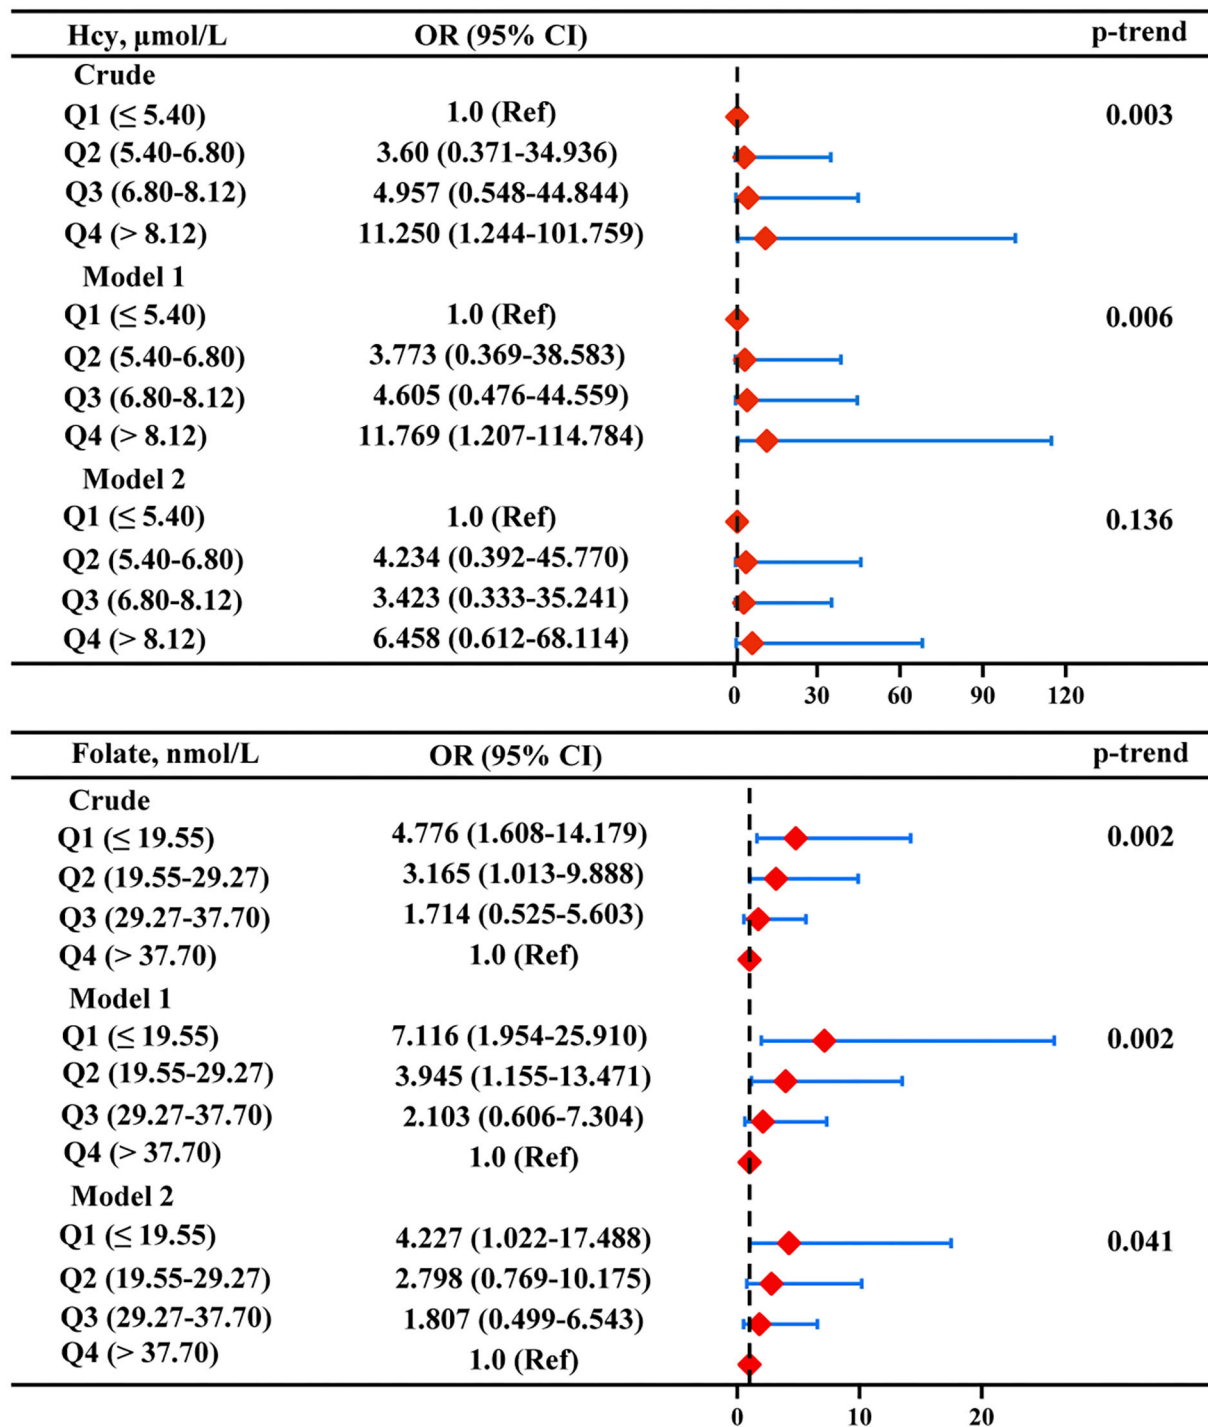 Hcy, μmol/L OR (95% CI) p-trend
Crude
Q1 (≤ 5.40) 1.0 (Ref) 0.003
Q2 (5.40-6.80) 3.60 (0.371-34.936)
Q3 (6.80-8.12) 4.957 (0.548-44.844)
Q4 (> 8.12) 11.250 (1.244-101.759)
Model 1
Q1 (≤ 5.40) 1.0 (Ref) 0.006
Q2 (5.40-6.80) 3.773 (0.369-38.583)
Q3 (6.80-8.12) 4.605 (0.476-44.559)
Q4 (> 8.12) 11.769 (1.207-114.784)
Model 2
Q1 (≤ 5.40) 1.0 (Ref) 0.136
Q2 (5.40-6.80) 4.234 (0.392-45.770)
Q3 (6.80-8.12) 3.423 (0.333-35.241)
Q4 (> 8.12) 6.458 (0.612-68.114)
0 30 60 90 120
Folate, nmol/L OR (95% CI) p-trend
Crude
Q1 (≤ 19.55) 4.776 (1.608-14.179) 0.002
Q2 (19.55-29.27) 3.165 (1.013-9.888)
Q3 (29.27-37.70) 1.714 (0.525-5.603)
Q4 (> 37.70) 1.0 (Ref)
Model 1
Q1 (≤ 19.55) 7.116 (1.954-25.910) 0.002
Q2 (19.55-29.27) 3.945 (1.155-13.471)
Q3 (29.27-37.70) 2.103 (0.606-7.304)
Q4 (> 37.70) 1.0 (Ref)
Model 2
Q1 (≤ 19.55) 4.227 (1.022-17.488) 0.041
Q2 (19.55-29.27) 2.798 (0.769-10.175)
Q3 (29.27-37.70) 1.807 (0.499-6.543)
Q4 (> 37.70) 1.0 (Ref)
0 10 20